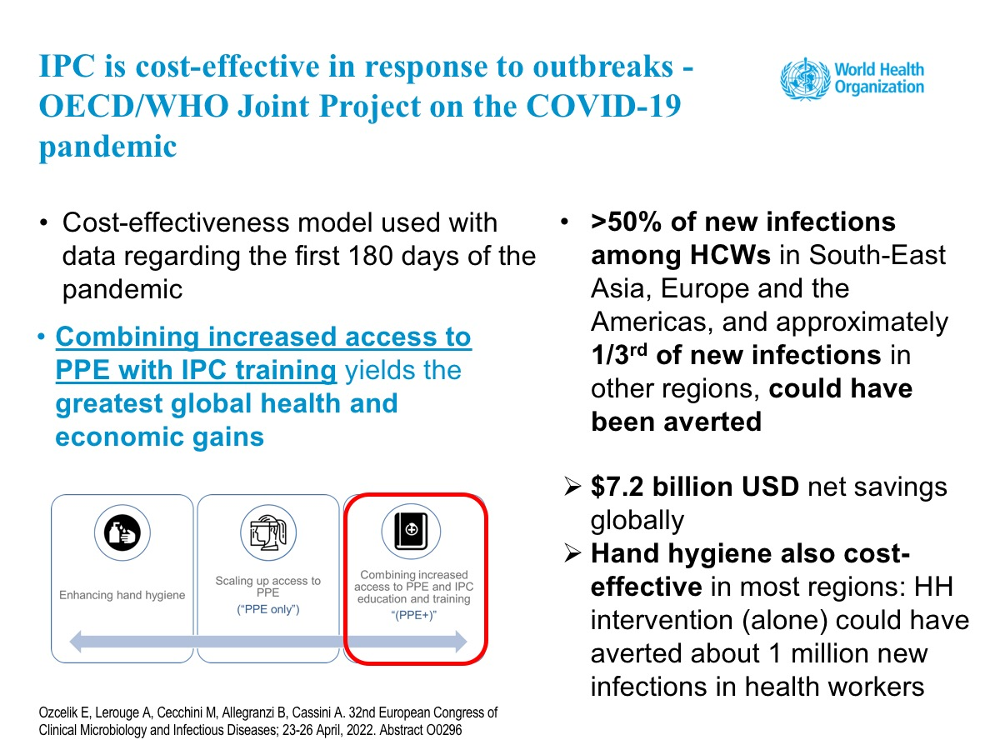 IPC is cost-effective in response to outbreaks -
OECD/WHO Joint Project on the COVID-19
pandemic
World Health
Organization
• Cost-effectiveness model used with
data regarding the first 180 days of the
pandemic
• Combining increased access to
PPE with IPC training yields the
greatest global health and
economic gains
Enhancing hand hygiene
Scaling up access to
PPE
("PPE only")
Combining increased
access to PPE and IPC
education and training
"(PPE+)"
Ozcelik E, Lerouge A, Cecchini M, Allegranzi B, Cassini A. 32nd European Congress of
Clinical Microbiology and Infectious Diseases; 23-26 April, 2022. Abstract O0296
• >50% of new infections
among HCWs in South-East
Asia, Europe and the
Americas, and approximately
1/3rd of new infections in
other regions, could have
been averted
➢ $7.2 billion USD net savings
globally
➢ Hand hygiene also cost-
effective in most regions: HH
intervention (alone) could have
averted about 1 million new
infections in health workers